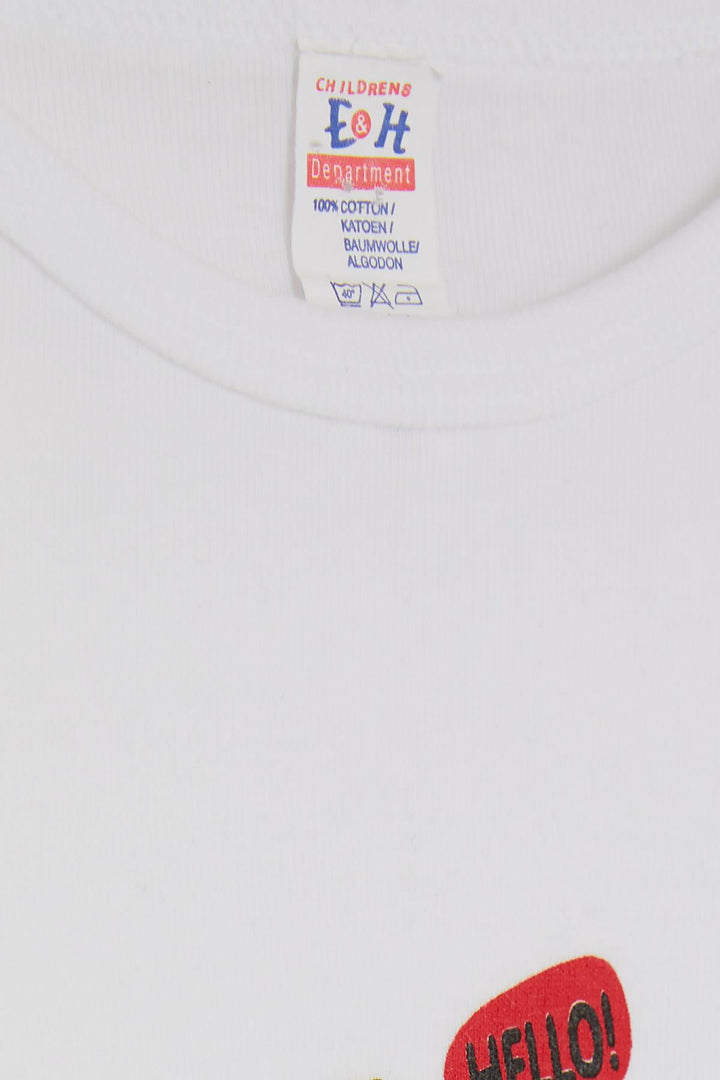 CHILDRENS
E&H
Department
100% COTTON/
KATOEN/
BAUMWOLLE/
ALGODON
40°
HELLO!